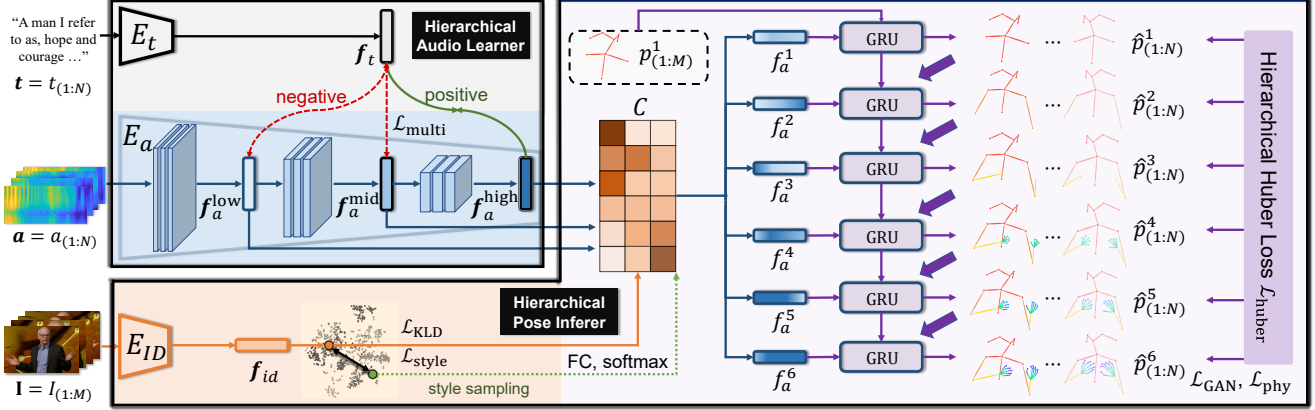 "A man I refer
to as, hope and
courage …"
t = t_(1:N)
E_t
f_t
Hierarchical
Audio Learner
negative
positive
L_multi
E_a
f_a^low
f_a^mid
f_a^high
a = a_(1:N)
I = I_(1:M)
E_ID
f_id
L_KLD
L_style
style sampling
Hierarchical
Pose Inferer
FC, softmax
C
p^1_(1:M)
f_a^1
GRU
...
p̂^1_(1:N)
f_a^2
GRU
...
p̂^2_(1:N)
f_a^3
GRU
...
p̂^3_(1:N)
f_a^4
GRU
...
p̂^4_(1:N)
f_a^5
GRU
...
p̂^5_(1:N)
f_a^6
GRU
...
p̂^6_(1:N)
Hierarchical Huber Loss L_huber
L_GAN, L_phy